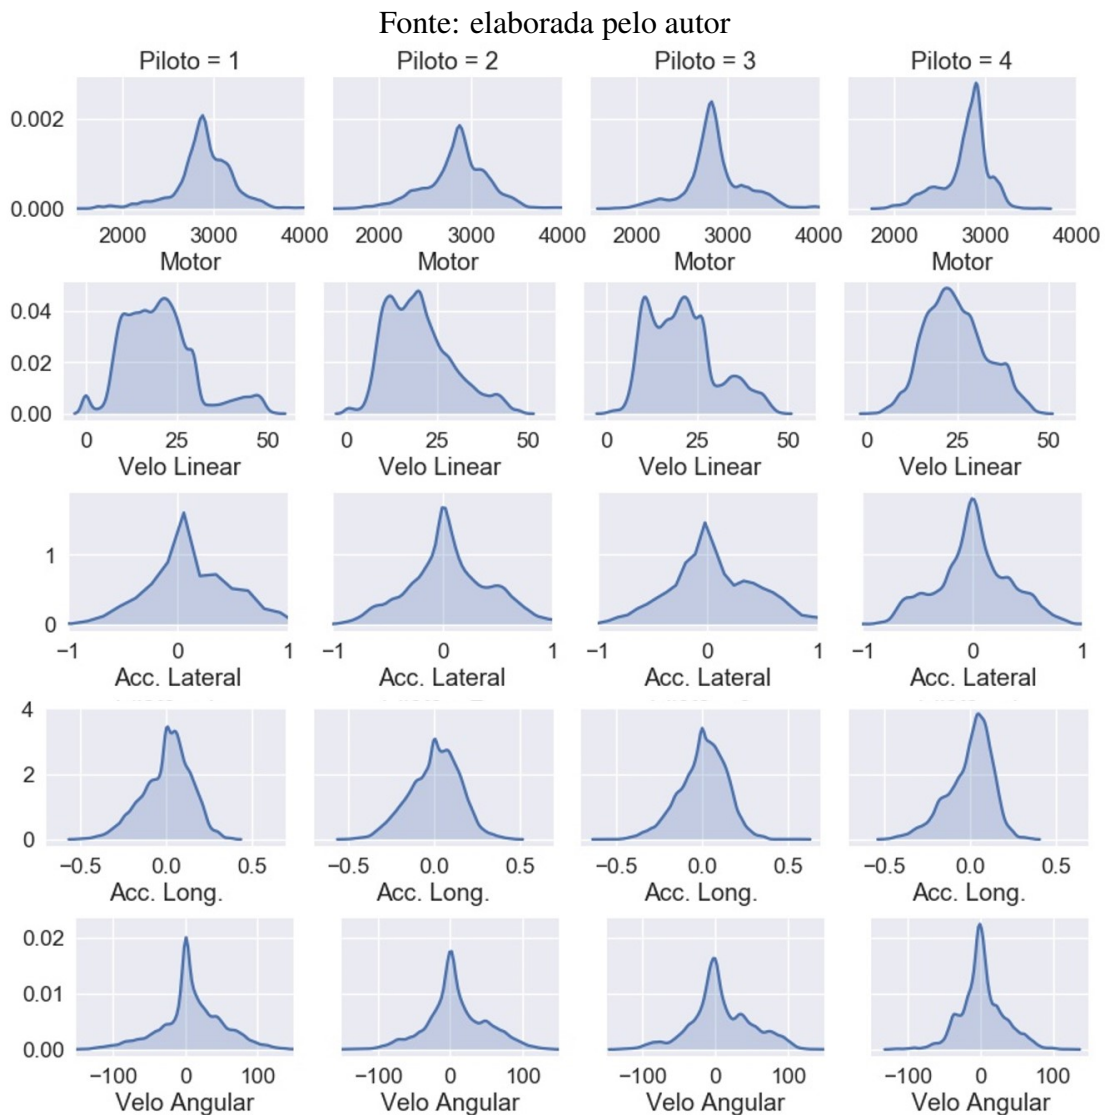 Fonte: elaborada pelo autor
Piloto = 1 Piloto = 2 Piloto = 3 Piloto = 4
0.002
0.000
2000 3000 4000 2000 3000 4000 2000 3000 4000 2000 3000 4000
Motor Motor Motor Motor
0.04
0.02
0.00
0 25 50 0 25 50 0 25 50 0 25 50
Velo Linear Velo Linear Velo Linear Velo Linear
1
0
−1 0 1 −1 0 1 −1 0 1 −1 0 1
Acc. Lateral Acc. Lateral Acc. Lateral Acc. Lateral
4
2
0
−0.5 0.0 0.5 −0.5 0.0 0.5 −0.5 0.0 0.5 −0.5 0.0 0.5
Acc. Long. Acc. Long. Acc. Long. Acc. Long.
0.02
0.01
0.00
−100 0 100 −100 0 100 −100 0 100 −100 0 100
Velo Angular Velo Angular Velo Angular Velo Angular